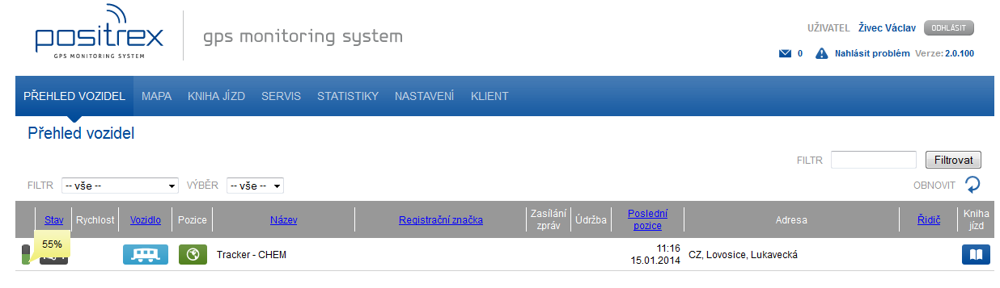 positrex
GPS MONITORING SYSTEM
gps monitoring system
UŽIVATEL Živec Václav ODHLÁSIT
0 Nahlásit problém Verze: 2.0.100
PŘEHLED VOZIDEL MAPA KNIHA JÍZD SERVIS STATISTIKY NASTAVENÍ KLIENT
Přehled vozidel
FILTR Filtrovat
FILTR -- vše -- VÝBĚR -- vše -- OBNOVIT
Stav Rychlost Vozidlo Pozice Název Registrační značka Zasílání zpráv Údržba Poslední pozice Adresa Řidič Kniha jízd
55%
Tracker - CHEM 11:16 15.01.2014 CZ, Lovosice, Lukavecká